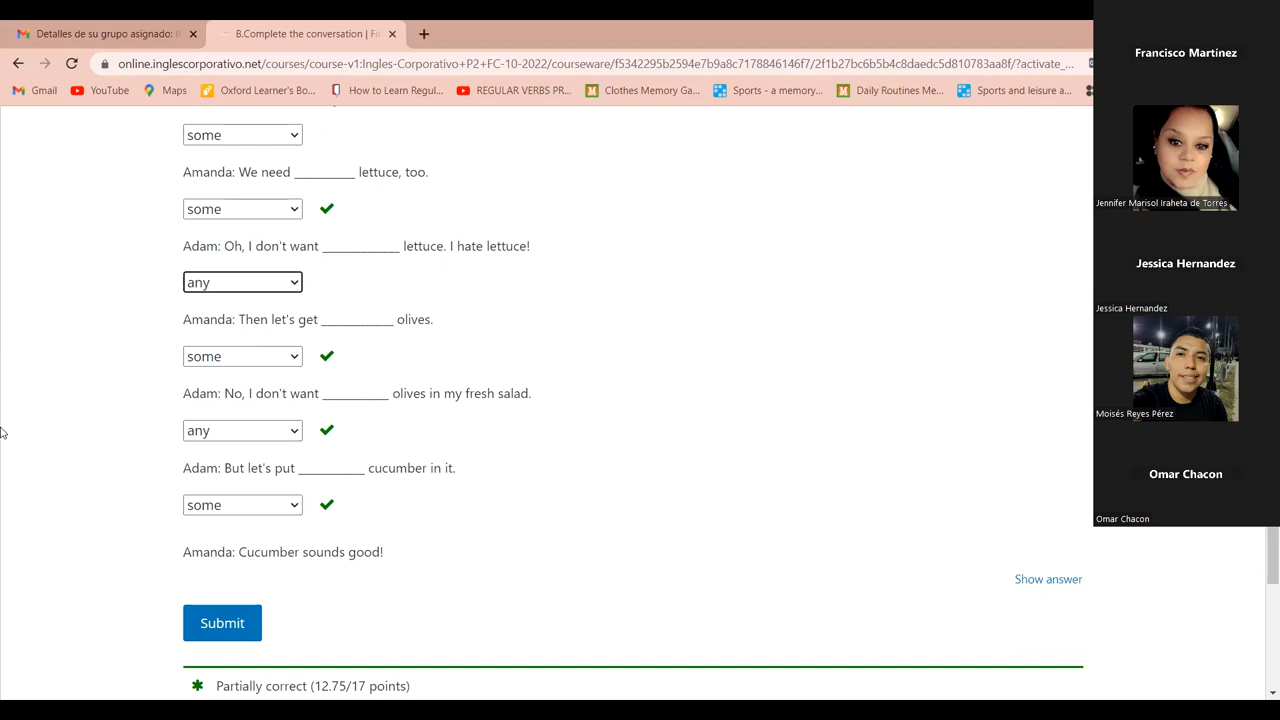 Detalles de su grupo asignado: I
B.Complete the conversation | Fu
online.inglescorporativo.net/courses/course-v1:Ingles-Corporativo+P2+FC-10-2022/courseware/f5342295b2594e7b9a8c7178846146f7/2f1b27bc6b5b4c8daedc5d810783aa8f/?activate_...
Gmail
YouTube
Maps
Oxford Learner's Bo...
How to Learn Regul...
REGULAR VERBS PR...
Clothes Memory Ga...
Sports - a memory...
Daily Routines Me...
Sports and leisure a...
some
Amanda: We need __________ lettuce, too.
some
Adam: Oh, I don't want _____________ lettuce. I hate lettuce!
any
Amanda: Then let's get ____________ olives.
some
Adam: No, I don't want ___________ olives in my fresh salad.
any
Adam: But let's put ___________ cucumber in it.
some
Amanda: Cucumber sounds good!
Show answer
Submit
Partially correct (12.75/17 points)
Francisco Martínez
Jennifer Marisol Iraheta de Torres
Jessica Hernandez
Jessica Hernandez
Moisés Reyes Pérez
Omar Chacon
Omar Chacon